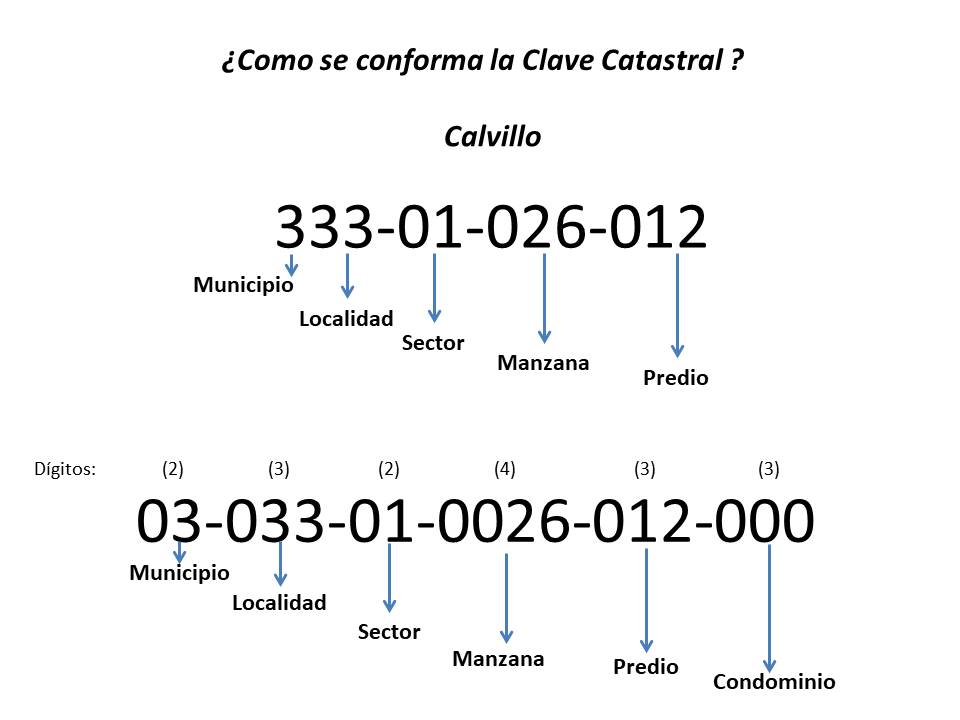 ¿Como se conforma la Clave Catastral ?
Calvillo
333-01-026-012
Municipio
Localidad
Sector
Manzana
Predio
Dígitos: (2) (3) (2) (4) (3) (3)
03-033-01-0026-012-000
Municipio
Localidad
Sector
Manzana
Predio
Condominio